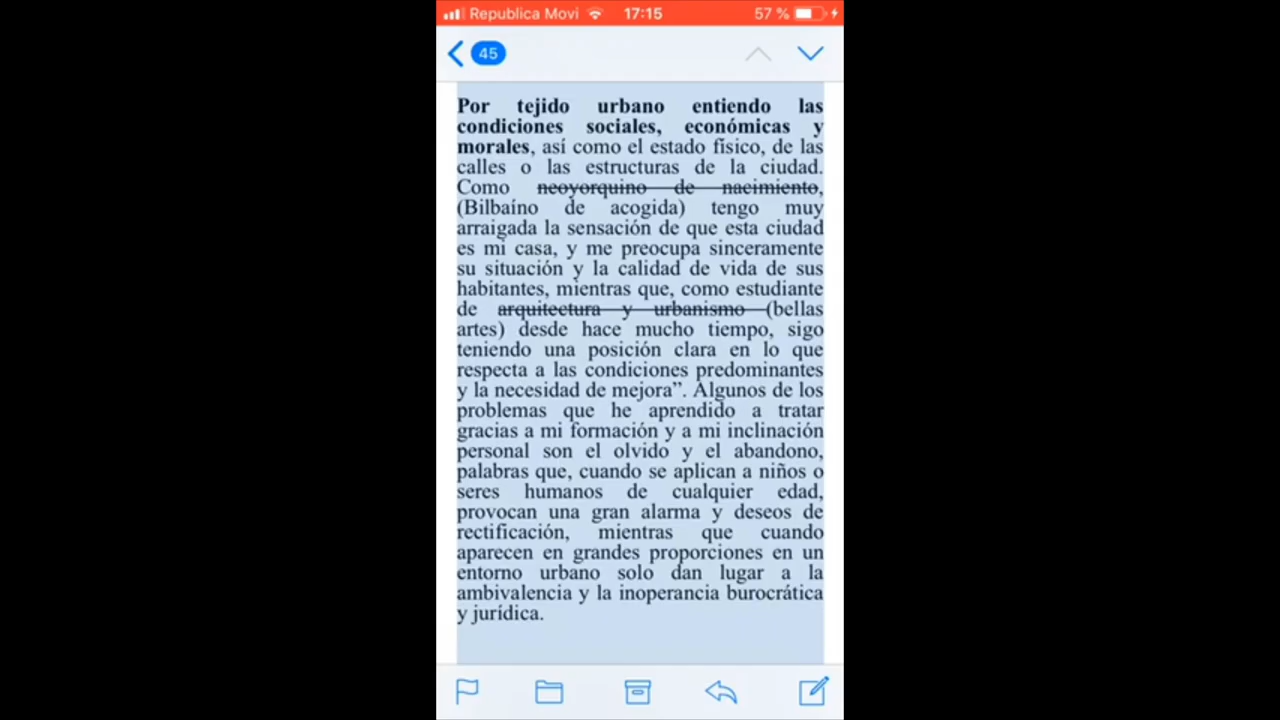 Republica Movi 17:15 57 %
45
Por tejido urbano entiendo las
condiciones sociales, económicas y
morales, así como el estado físico, de las
calles o las estructuras de la ciudad.
Como neoyorquino de nacimiento,
(Bilbaíno de acogida) tengo muy
arraigada la sensación de que esta ciudad
es mi casa, y me preocupa sinceramente
su situación y la calidad de vida de sus
habitantes, mientras que, como estudiante
de arquitectura y urbanismo (bellas
artes) desde hace mucho tiempo, sigo
teniendo una posición clara en lo que
respecta a las condiciones predominantes
y la necesidad de mejora”. Algunos de los
problemas que he aprendido a tratar
gracias a mi formación y a mi inclinación
personal son el olvido y el abandono,
palabras que, cuando se aplican a niños o
seres humanos de cualquier edad,
provocan una gran alarma y deseos de
rectificación, mientras que cuando
aparecen en grandes proporciones en un
entorno urbano solo dan lugar a la
ambivalencia y la inoperancia burocrática
y jurídica.